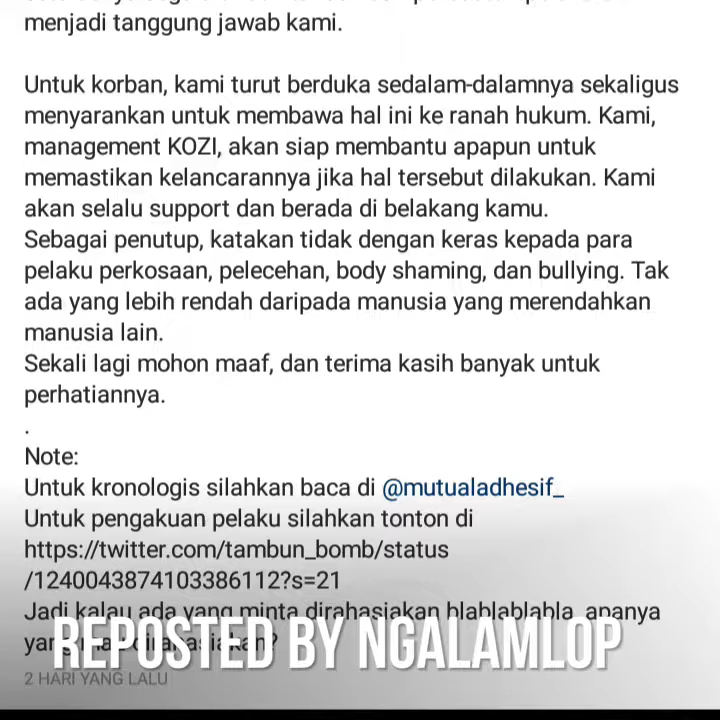 menjadi tanggung jawab kami.
Untuk korban, kami turut berduka sedalam-dalamnya sekaligus
menyarankan untuk membawa hal ini ke ranah hukum. Kami,
management KOZI, akan siap membantu apapun untuk
memastikan kelancarannya jika hal tersebut dilakukan. Kami
akan selalu support dan berada di belakang kamu.
Sebagai penutup, katakan tidak dengan keras kepada para
pelaku perkosaan, pelecehan, body shaming, dan bullying. Tak
ada yang lebih rendah daripada manusia yang merendahkan
manusia lain.
Sekali lagi mohon maaf, dan terima kasih banyak untuk
perhatiannya.
.
Note:
Untuk kronologis silahkan baca di @mutualadhesif_
Untuk pengakuan pelaku silahkan tonton di
https://twitter.com/tambun_bomb/status
/1240043874103386112?s=21
Jadi kalau ada yang minta dirahasiakan blablablabla, apanya
REPOSTED BY NGALAMLOP
2 HARI YANG LALU